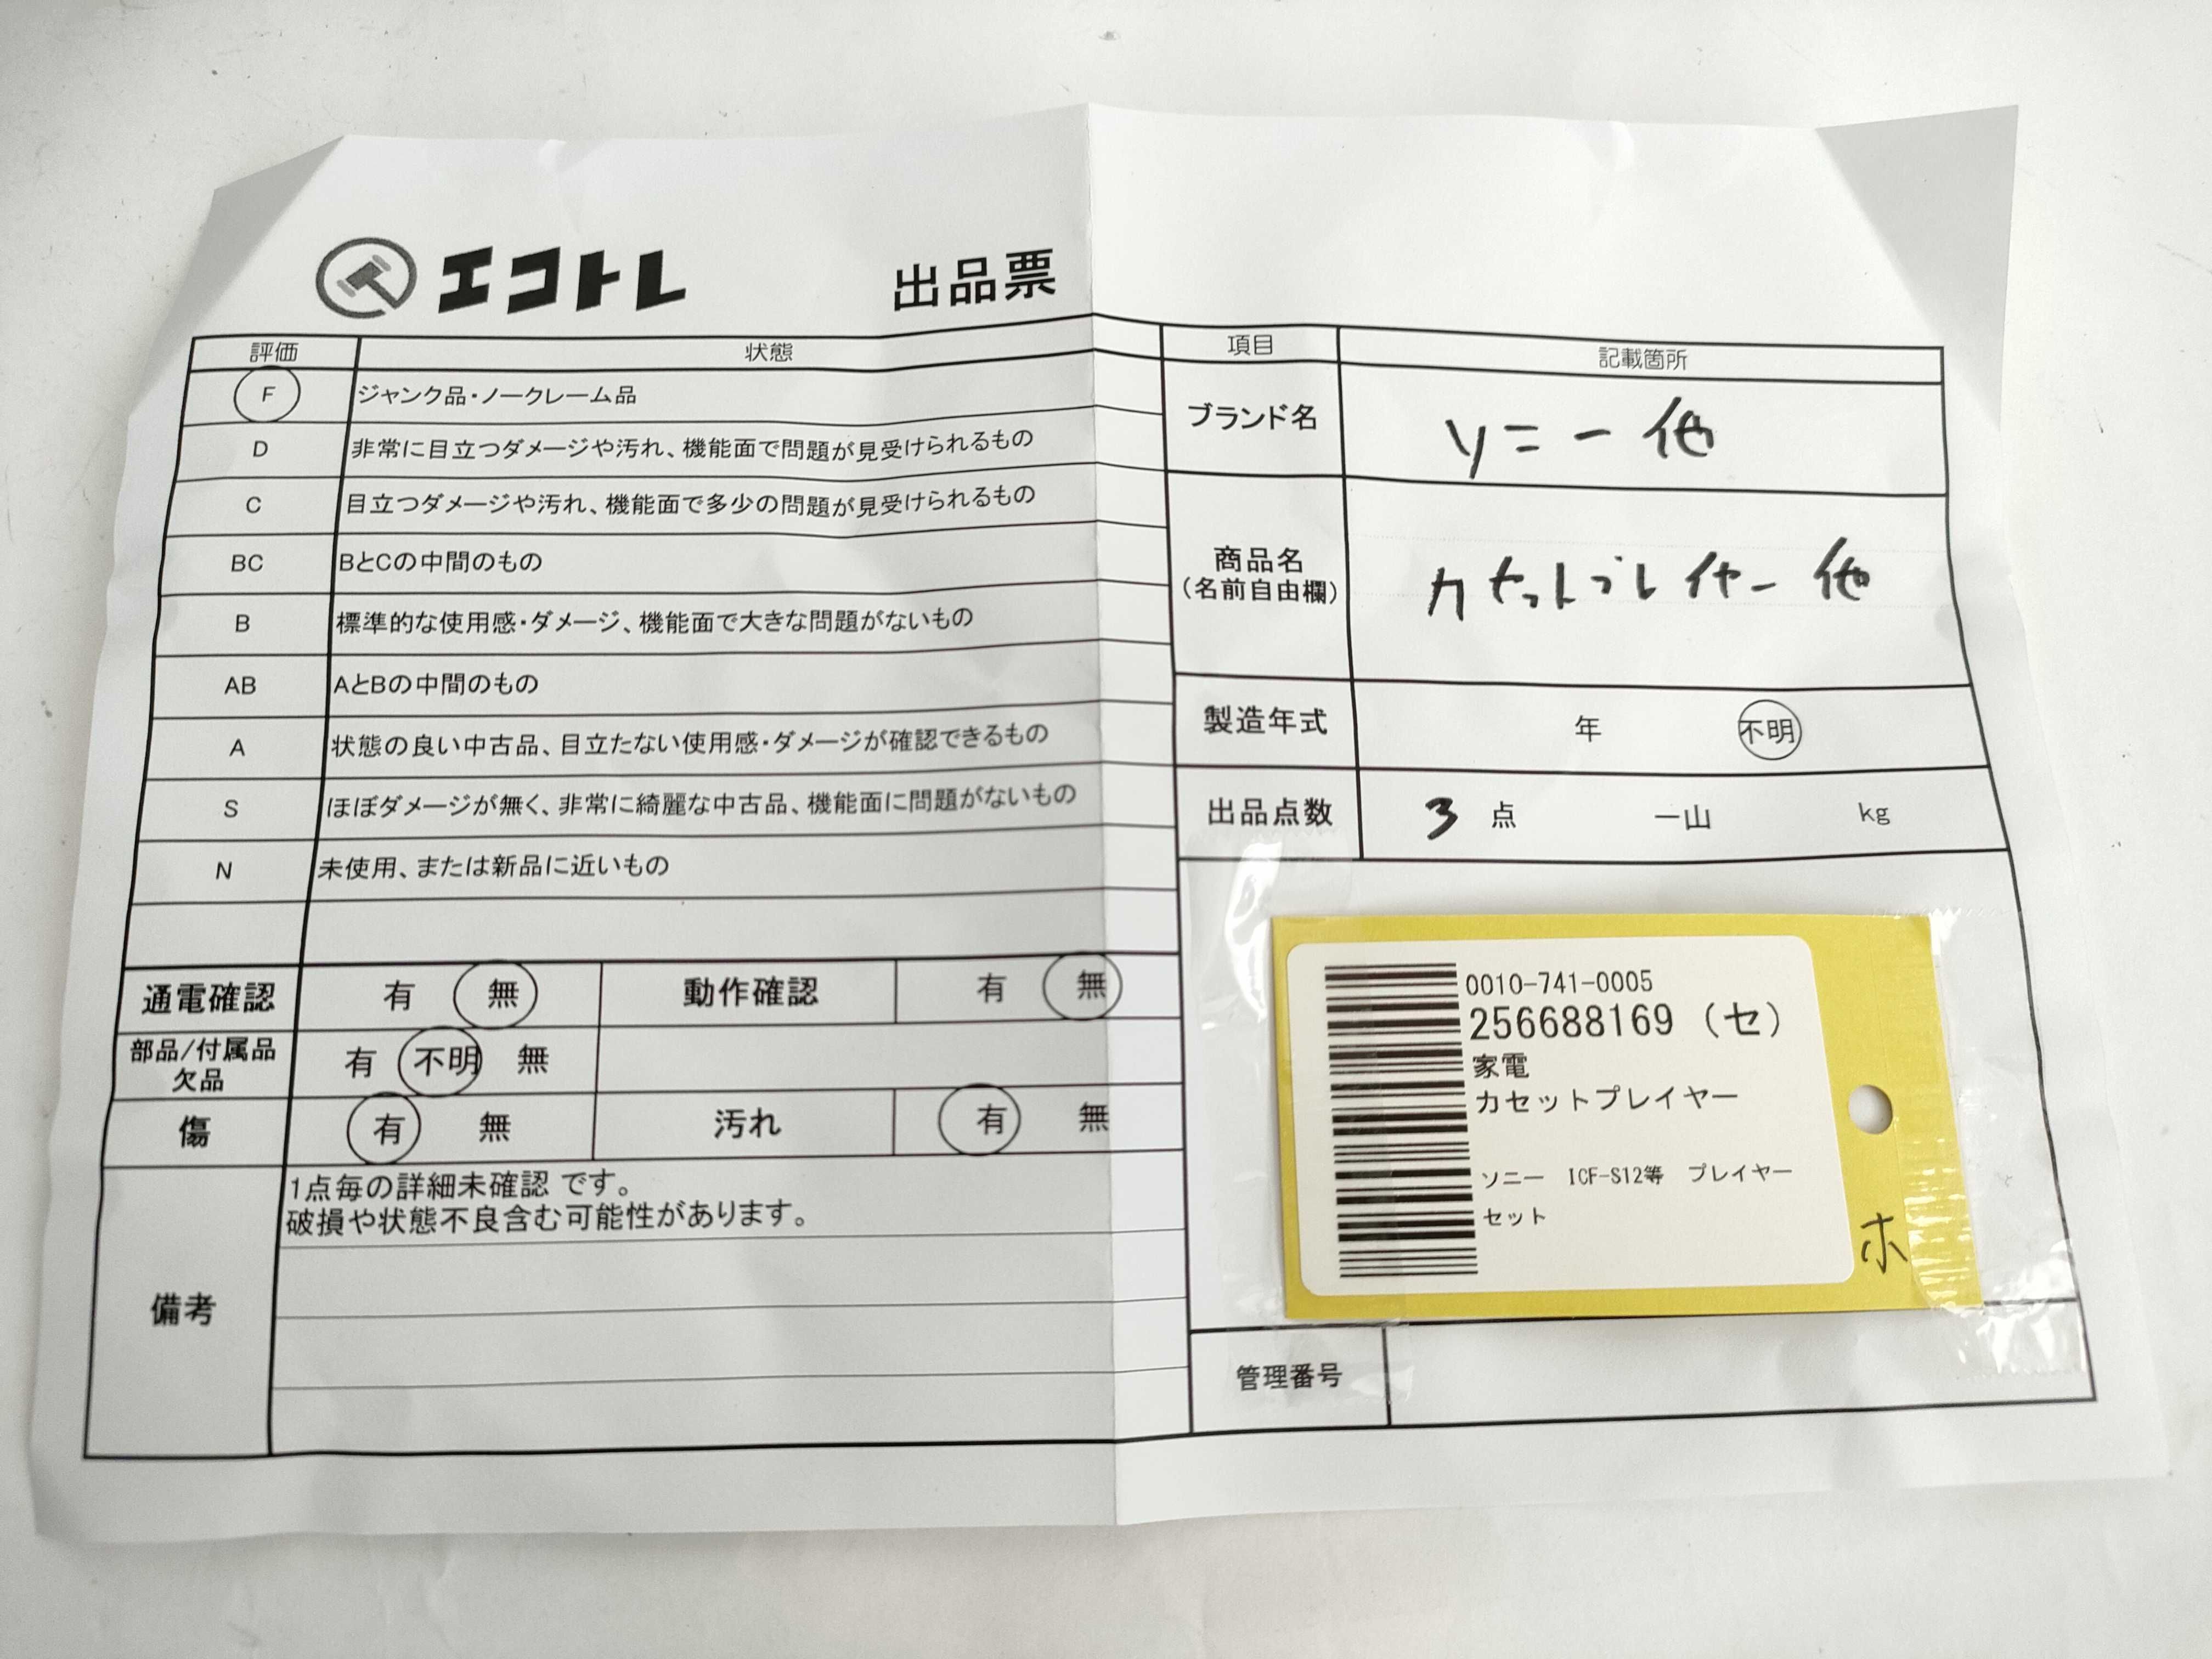 エコトレ 出品票
評価 状態
F ジャンク品・ノークレーム品
D 非常に目立つダメージや汚れ、機能面で問題が見受けられるもの
C 目立つダメージや汚れ、機能面で多少の問題が見受けられるもの
BC BとCの中間のもの
B 標準的な使用感・ダメージ、機能面で大きな問題がないもの
AB AとBの中間のもの
A 状態の良い中古品、目立たない使用感・ダメージが確認できるもの
S ほぼダメージが無く、非常に綺麗な中古品、機能面に問題がないもの
N 未使用、または新品に近いもの
通電確認 有 無 動作確認 有 無
部品/付属品
欠品 有 不明 無
傷 有 無 汚れ 有 無
備考
1点毎の詳細未確認 です。
破損や状態不良含む可能性があります。
項目 記載箇所
ブランド名 ソニー 他
商品名
(名前自由欄) カセットプレイヤー 他
製造年式 年 不明
出品点数 3 点 一山 kg
0010-741-0005
256688169 (セ)
家電
カセットプレイヤー
ソニー ICF-S12等 プレイヤー
セット
ホ
管理番号